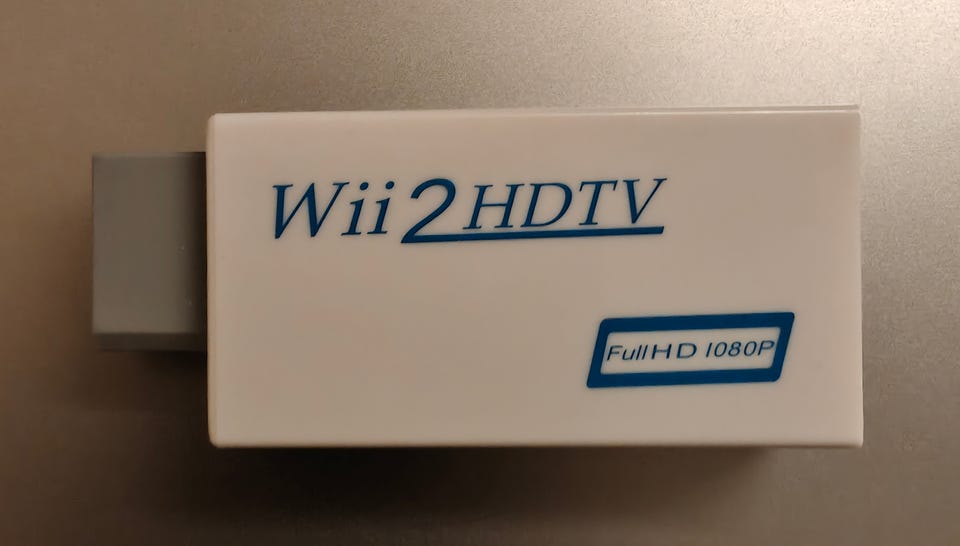 Wii 2 HDTV
Full HD 1080P